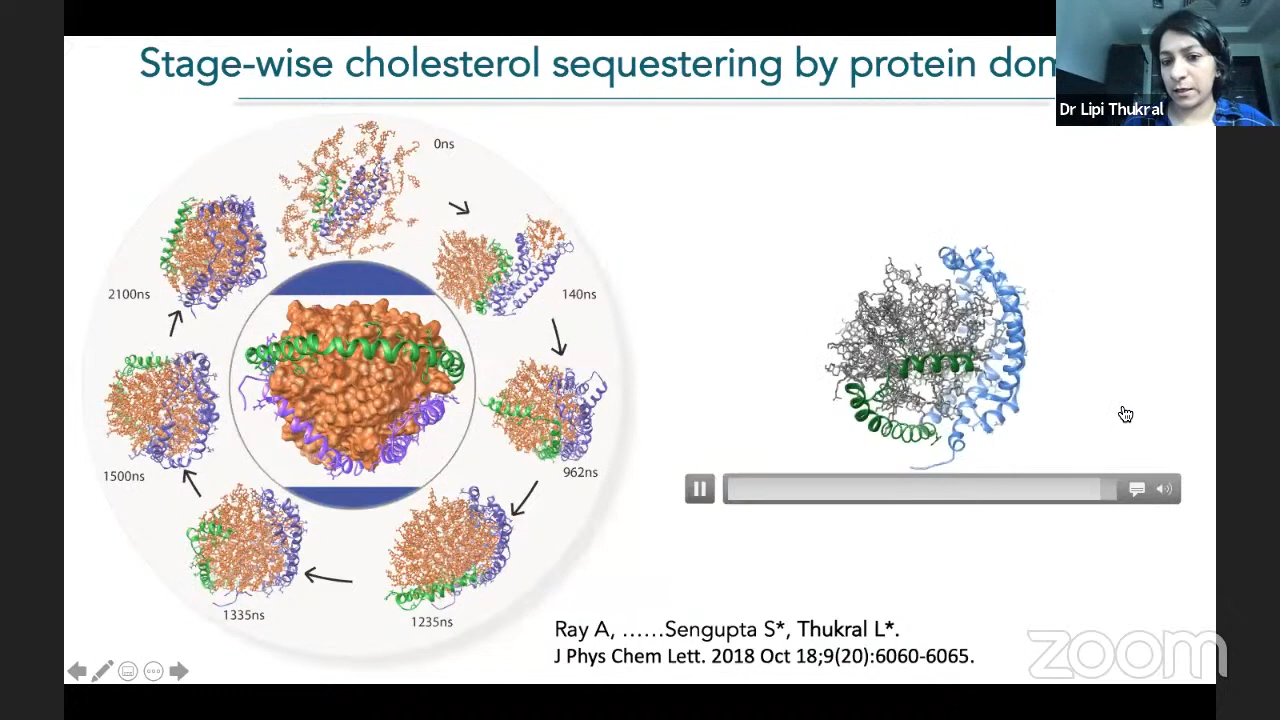 Stage-wise cholesterol sequestering by protein
Dr Lipi Thukral
0ns
140ns
962ns
1235ns
1335ns
1500ns
2100ns
Ray A, ......Sengupta S*, Thukral L*.
J Phys Chem Lett. 2018 Oct 18;9(20):6060-6065.
zoom